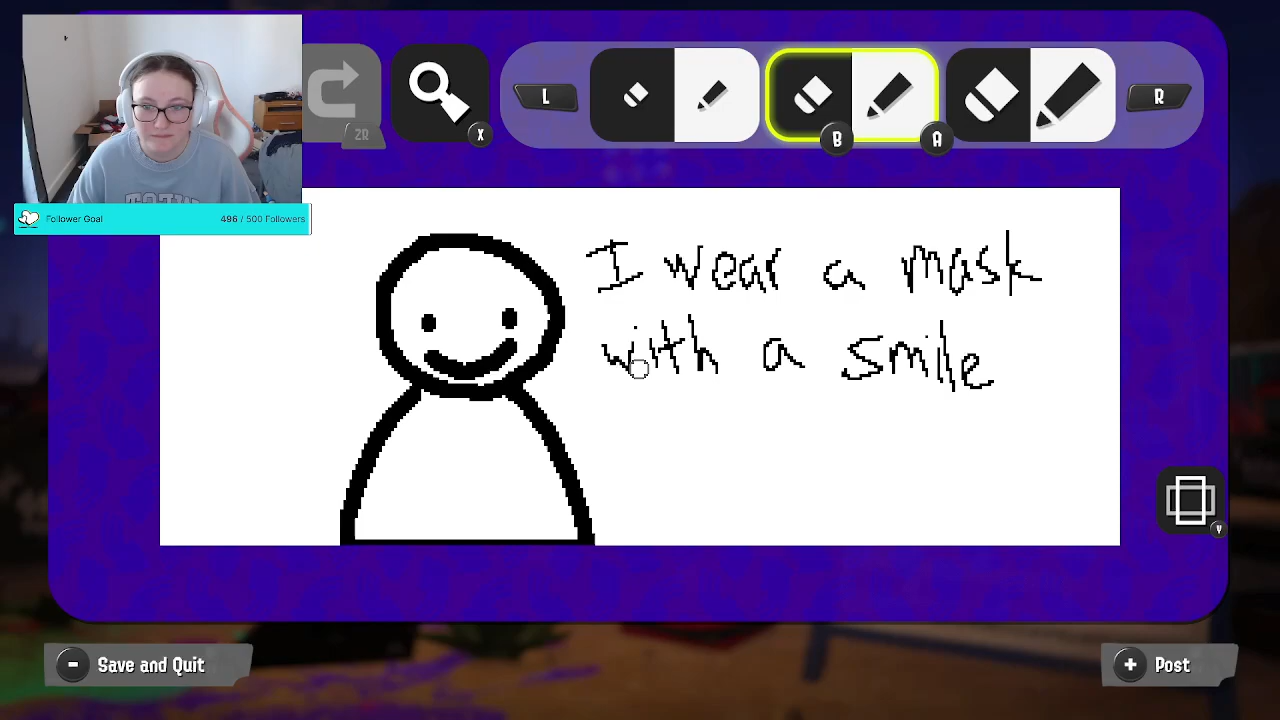 L
R
ZR
X
B
A
Follower Goal 496 / 500 Followers
I wear a mask
with a smile
Y
- Save and Quit
+ Post